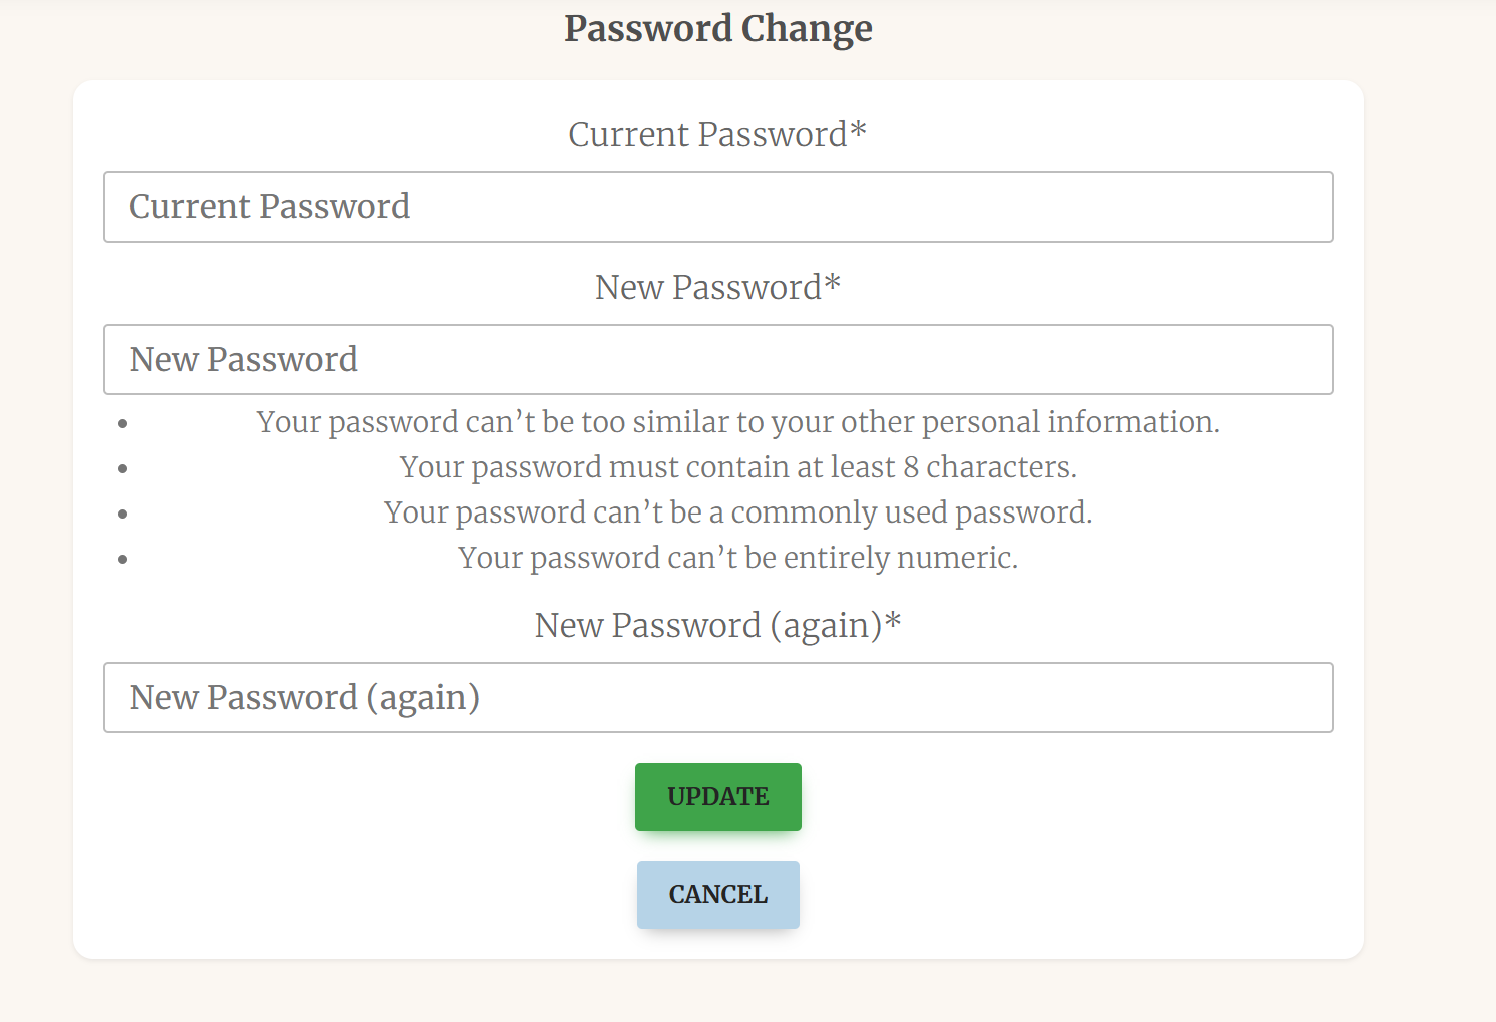 Password Change
Current Password*
Current Password
New Password*
New Password
• Your password can’t be too similar to your other personal information.
• Your password must contain at least 8 characters.
• Your password can’t be a commonly used password.
• Your password can’t be entirely numeric.
New Password (again)*
New Password (again)
UPDATE
CANCEL